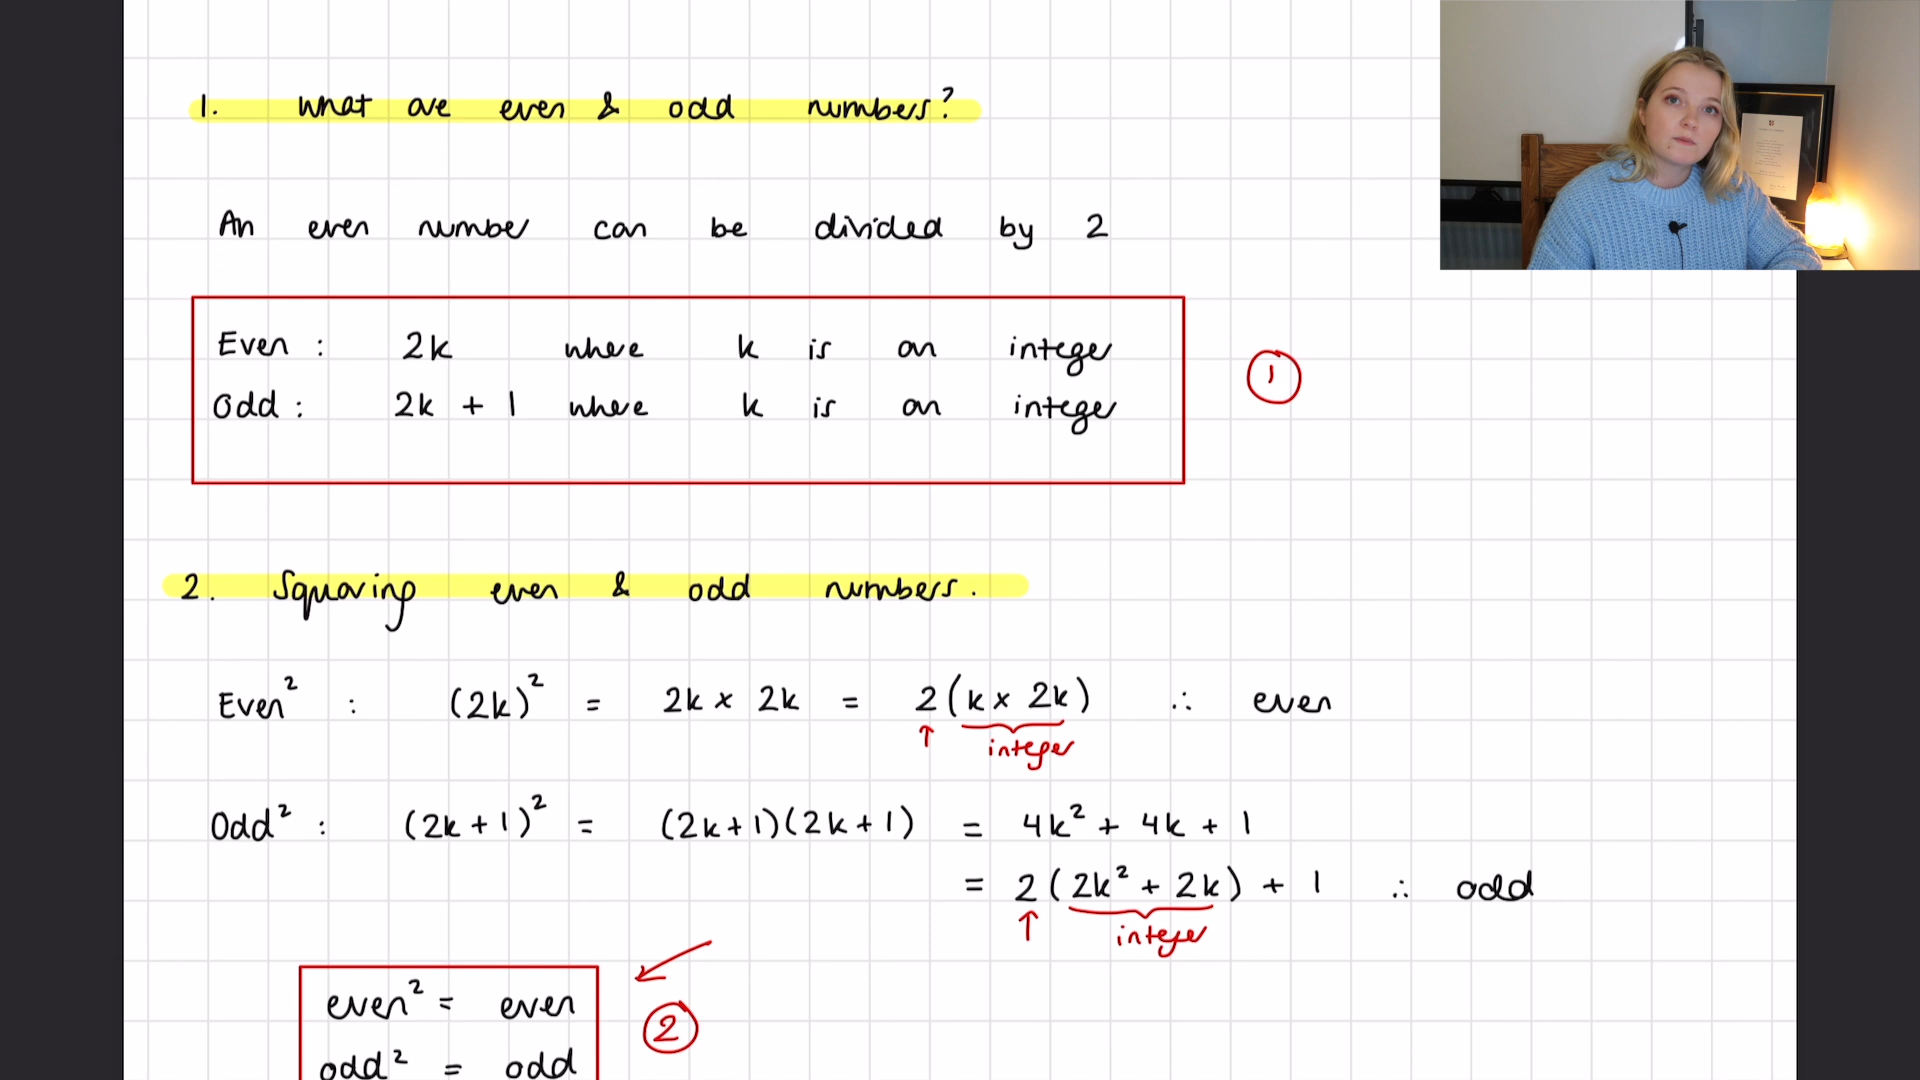 1. What are even & odd numbers?
An even number can be divided by 2
Even : 2k where k is an integer
Odd : 2k + 1 where k is an integer
①
2. Squaring even & odd numbers.
Even² : (2k)² = 2k × 2k = 2(k × 2k) ∴ even
↑ integer
Odd² : (2k+1)² = (2k+1)(2k+1) = 4k² + 4k + 1
= 2(2k² + 2k) + 1 ∴ odd
↑ integer
even² = even
②
odd² = odd